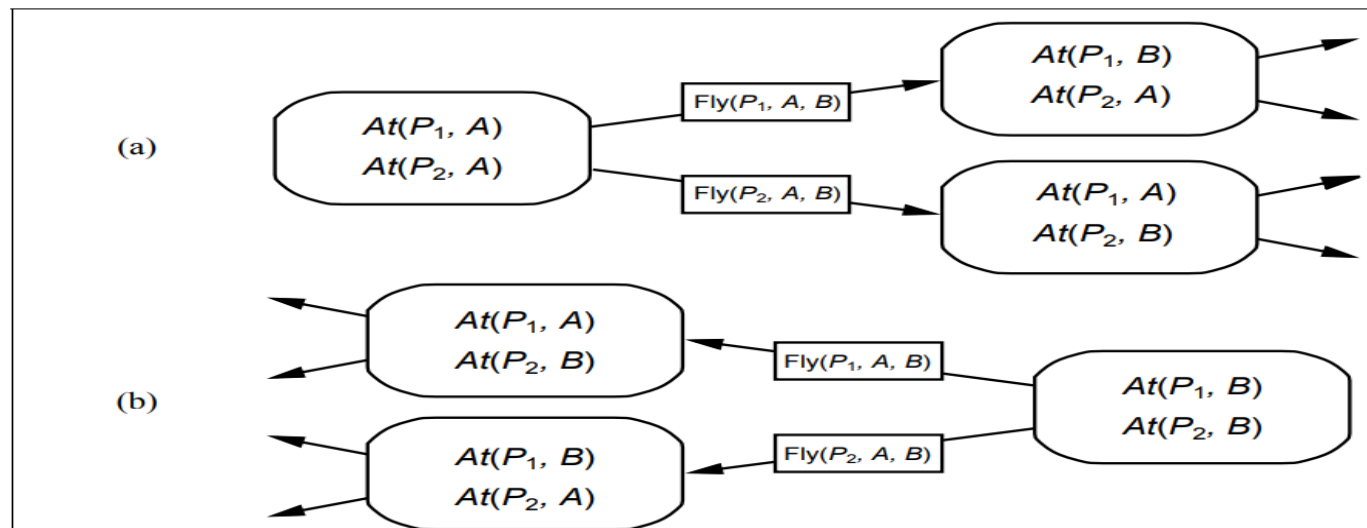 (a)
At(P₁, A)
At(P₂, A)
Fly(P₁, A, B)
Fly(P₂, A, B)
At(P₁, B)
At(P₂, A)
At(P₁, A)
At(P₂, B)
(b)
At(P₁, A)
At(P₂, B)
At(P₁, B)
At(P₂, A)
Fly(P₁, A, B)
Fly(P₂, A, B)
At(P₁, B)
At(P₂, B)